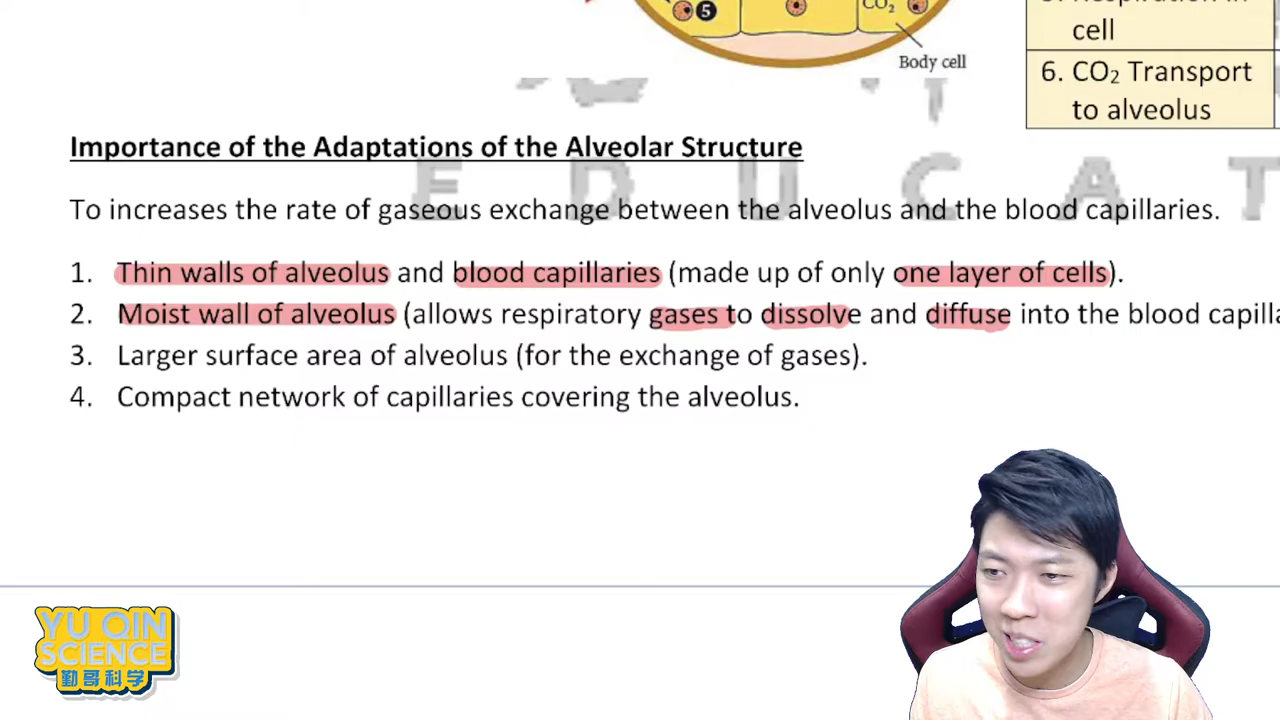 5
CO₂
Body cell
cell
6. CO₂ Transport
to alveolus
Importance of the Adaptations of the Alveolar Structure
EDUCAT
To increases the rate of gaseous exchange between the alveolus and the blood capillaries.
1. Thin walls of alveolus and blood capillaries (made up of only one layer of cells).
2. Moist wall of alveolus (allows respiratory gases to dissolve and diffuse into the blood
3. Larger surface area of alveolus (for the exchange of gases).
4. Compact network of capillaries covering the alveolus.
YU QIN
SCIENCE
勤哥科学